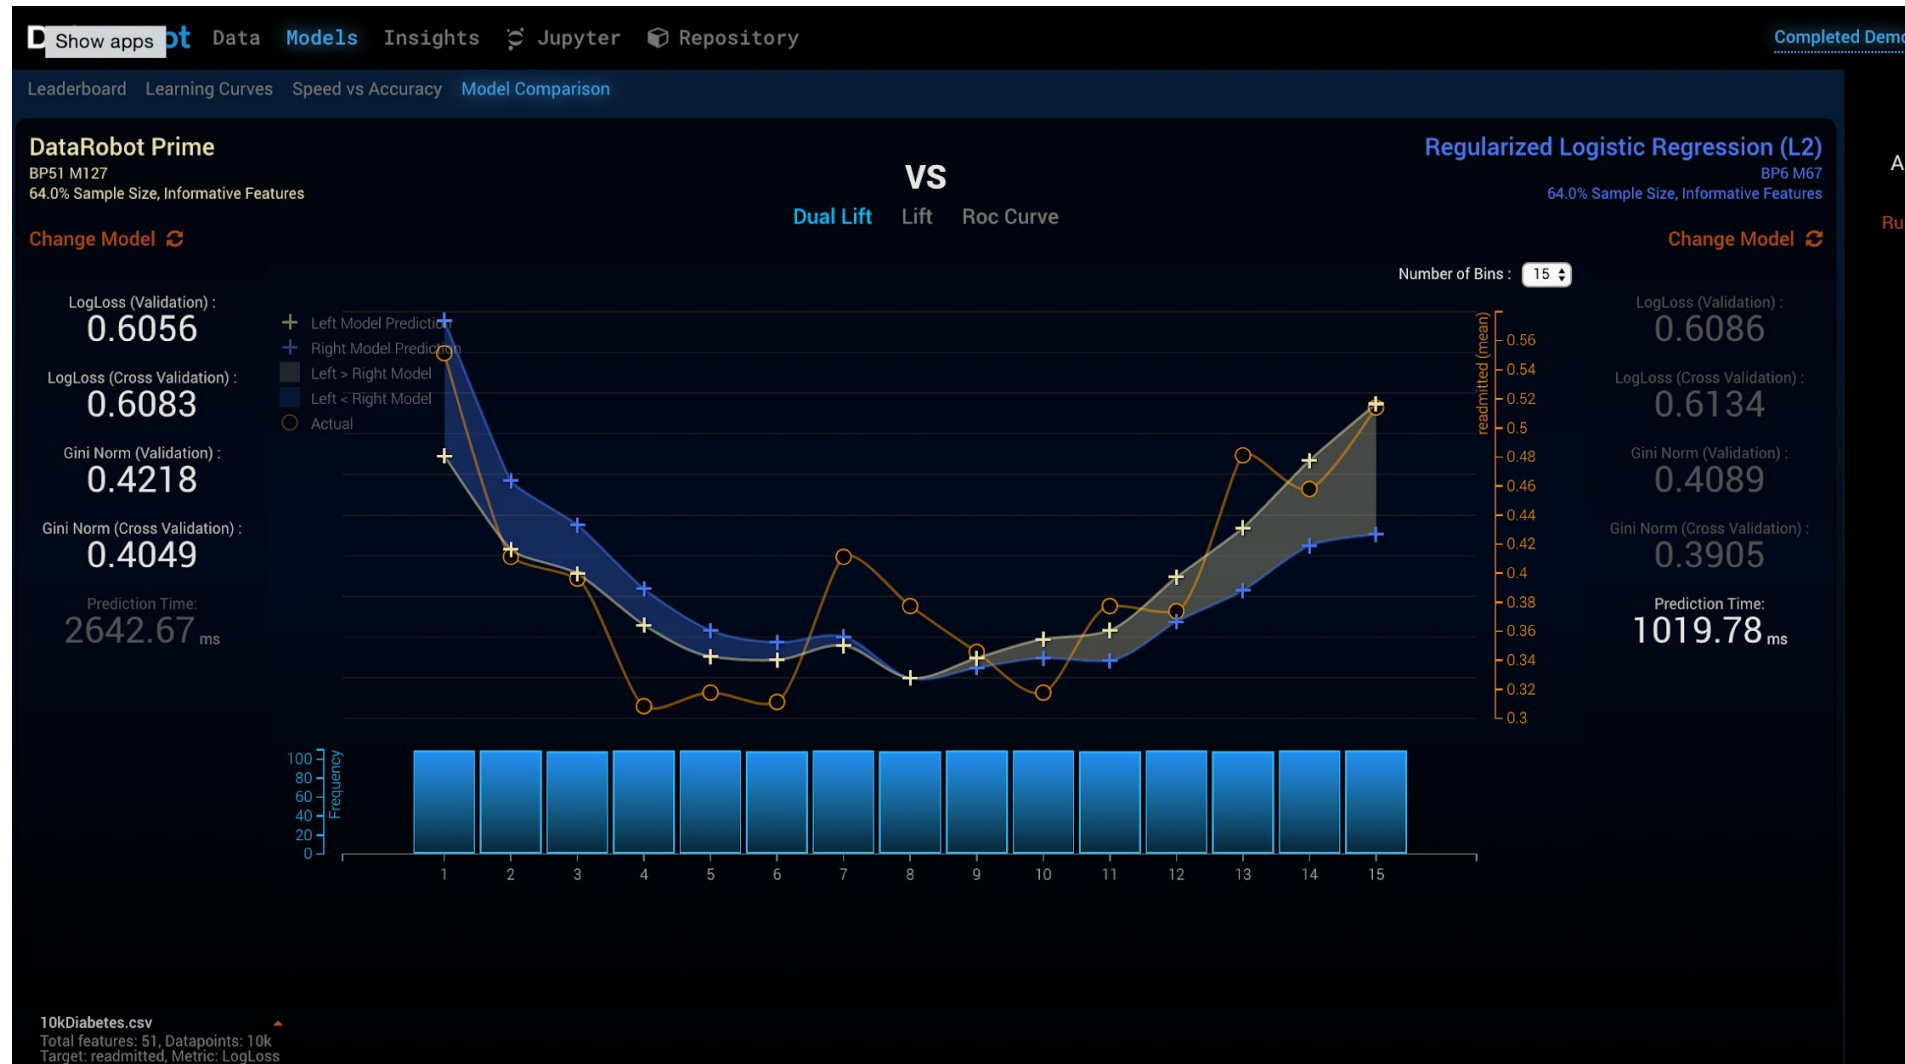 Show apps
Data Models Insights Jupyter Repository
Completed Demo
Leaderboard Learning Curves Speed vs Accuracy Model Comparison
DataRobot Prime
BP51 M127
64.0% Sample Size, Informative Features
Change Model
VS
Dual Lift Lift Roc Curve
Regularized Logistic Regression (L2)
BP6 M67
64.0% Sample Size, Informative Features
Change Model
Number of Bins : 15
LogLoss (Validation) :
0.6056
LogLoss (Cross Validation) :
0.6083
Gini Norm (Validation) :
0.4218
Gini Norm (Cross Validation) :
0.4049
Prediction Time:
2642.67 ms
Left Model Prediction
Right Model Prediction
Left > Right Model
Left < Right Model
Actual
readmitted (mean)
0.56
0.54
0.52
0.5
0.48
0.46
0.44
0.42
0.4
0.38
0.36
0.34
0.32
0.3
LogLoss (Validation) :
0.6086
LogLoss (Cross Validation) :
0.6134
Gini Norm (Validation) :
0.4089
Gini Norm (Cross Validation) :
0.3905
Prediction Time:
1019.78 ms
Frequency
100
80
60
40
20
0
1 2 3 4 5 6 7 8 9 10 11 12 13 14 15
10kDiabetes.csv
Total features: 51, Datapoints: 10k
Target: readmitted, Metric: LogLoss